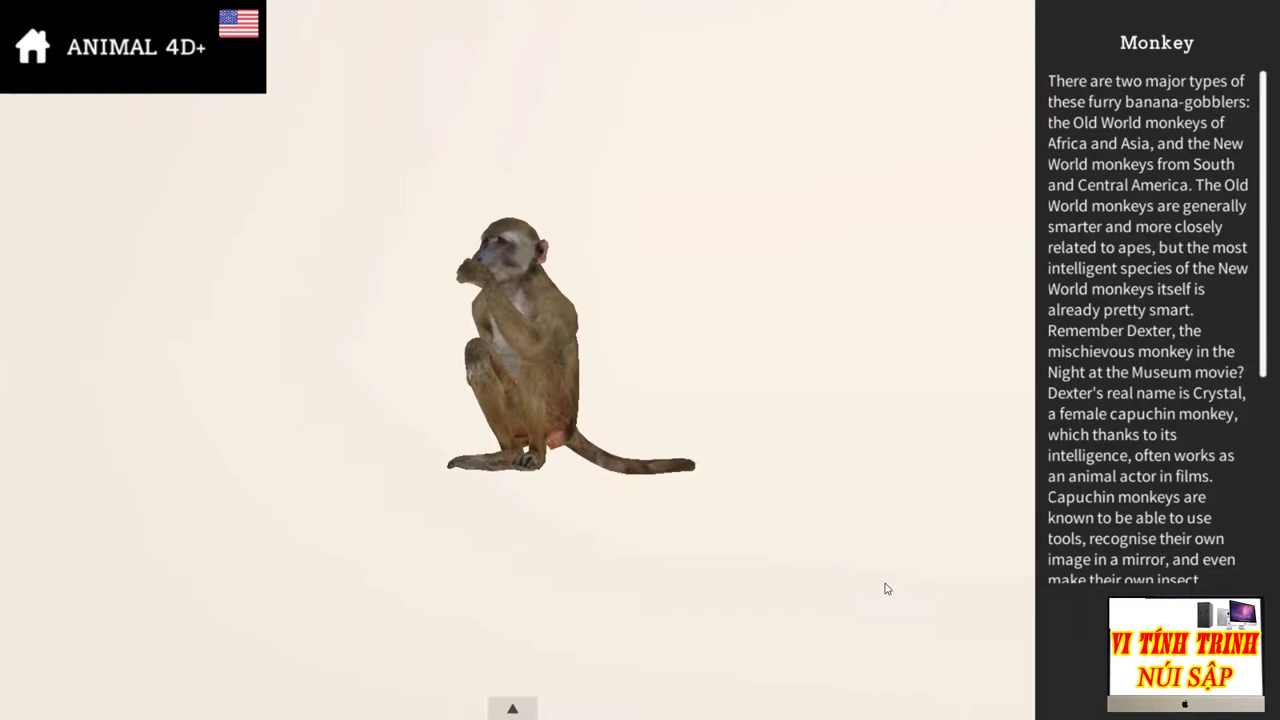 ANIMAL 4D+
Monkey
There are two major types of
these furry banana-gobblers:
the Old World monkeys of
Africa and Asia, and the New
World monkeys from South
and Central America. The Old
World monkeys are generally
smarter and more closely
related to apes, but the most
intelligent species of the New
World monkeys itself is
already pretty smart.
Remember Dexter, the
mischievous monkey in the
Night at the Museum movie?
Dexter's real name is Crystal,
a female capuchin monkey,
which thanks to its
intelligence, often works as
an animal actor in films.
Capuchin monkeys are
known to be able to use
tools, recognise their own
image in a mirror, and even
make their own insect
VI TÍNH TRINH
NÚI SẬP